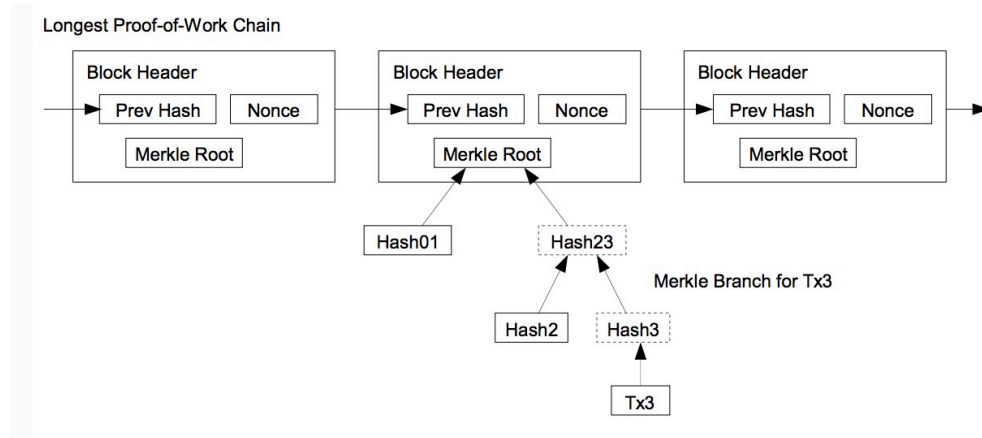 Longest Proof-of-Work Chain
Block Header
Prev Hash Nonce
Merkle Root
Block Header
Prev Hash Nonce
Merkle Root
Block Header
Prev Hash Nonce
Merkle Root
Hash01 Hash23
Merkle Branch for Tx3
Hash2 Hash3
Tx3